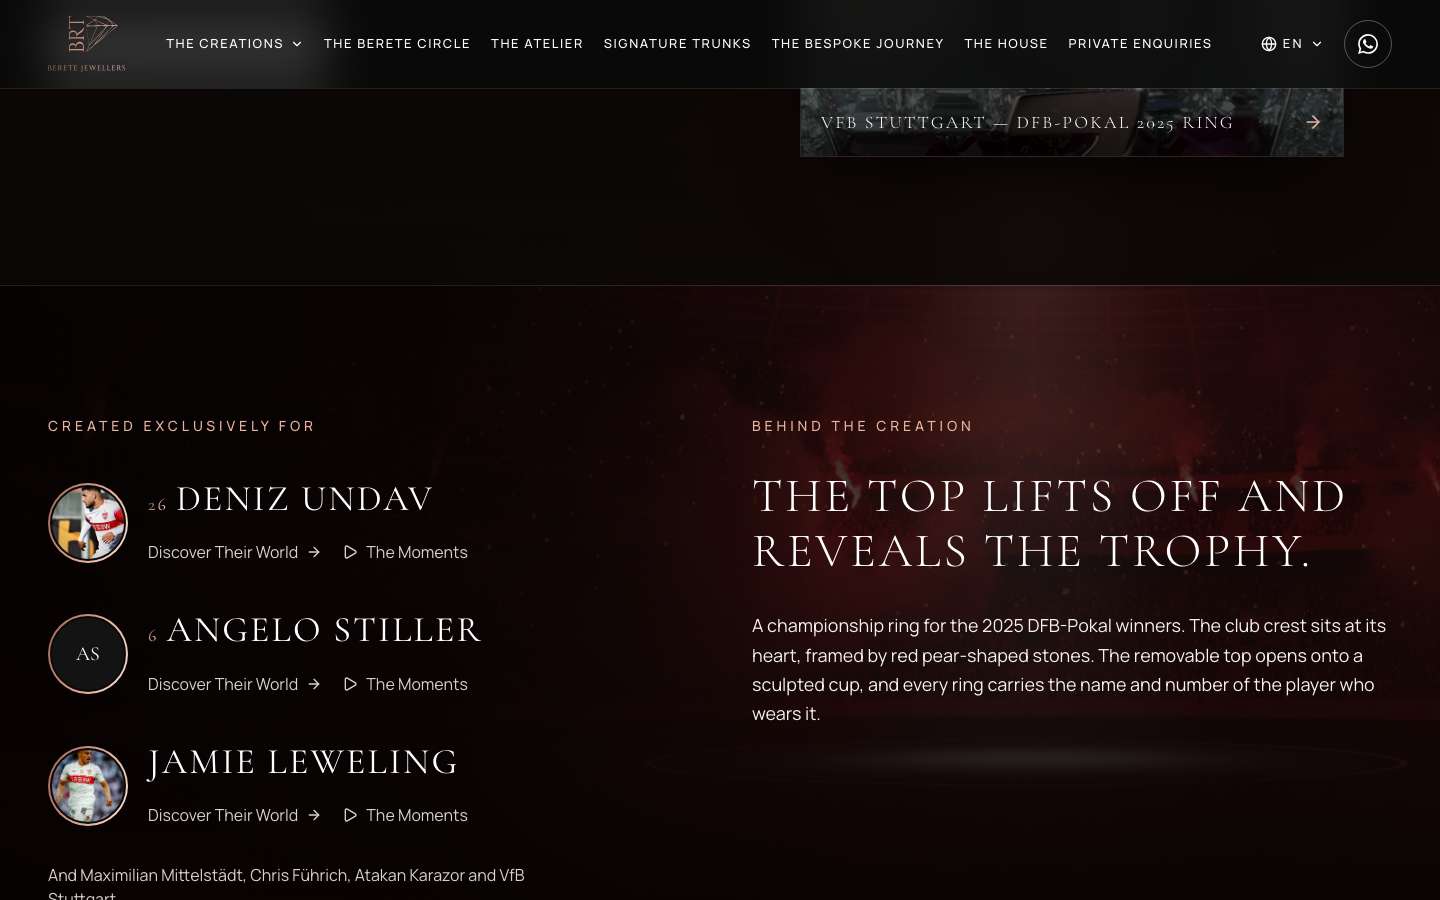 BRT
BERETE JEWELLERS
THE CREATIONS
THE BERETE CIRCLE
THE ATELIER
SIGNATURE TRUNKS
THE BESPOKE JOURNEY
THE HOUSE
PRIVATE ENQUIRIES
EN
VFB STUTTGART — DFB-POKAL 2025 RING
CREATED EXCLUSIVELY FOR
26 DENIZ UNDAV
Discover Their World
The Moments
6 ANGELO STILLER
AS
Discover Their World
The Moments
JAMIE LEWELING
Discover Their World
The Moments
And Maximilian Mittelstädt, Chris Führich, Atakan Karazor and VfB
Stuttgart
BEHIND THE CREATION
THE TOP LIFTS OFF AND
REVEALS THE TROPHY.
A championship ring for the 2025 DFB-Pokal winners. The club crest sits at its
heart, framed by red pear-shaped stones. The removable top opens onto a
sculpted cup, and every ring carries the name and number of the player who
wears it.